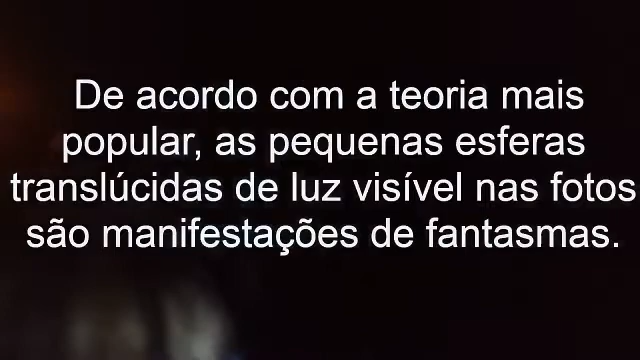 De acordo com a teoria mais
popular, as pequenas esferas
translúcidas de luz visível nas fotos
são manifestações de fantasmas.